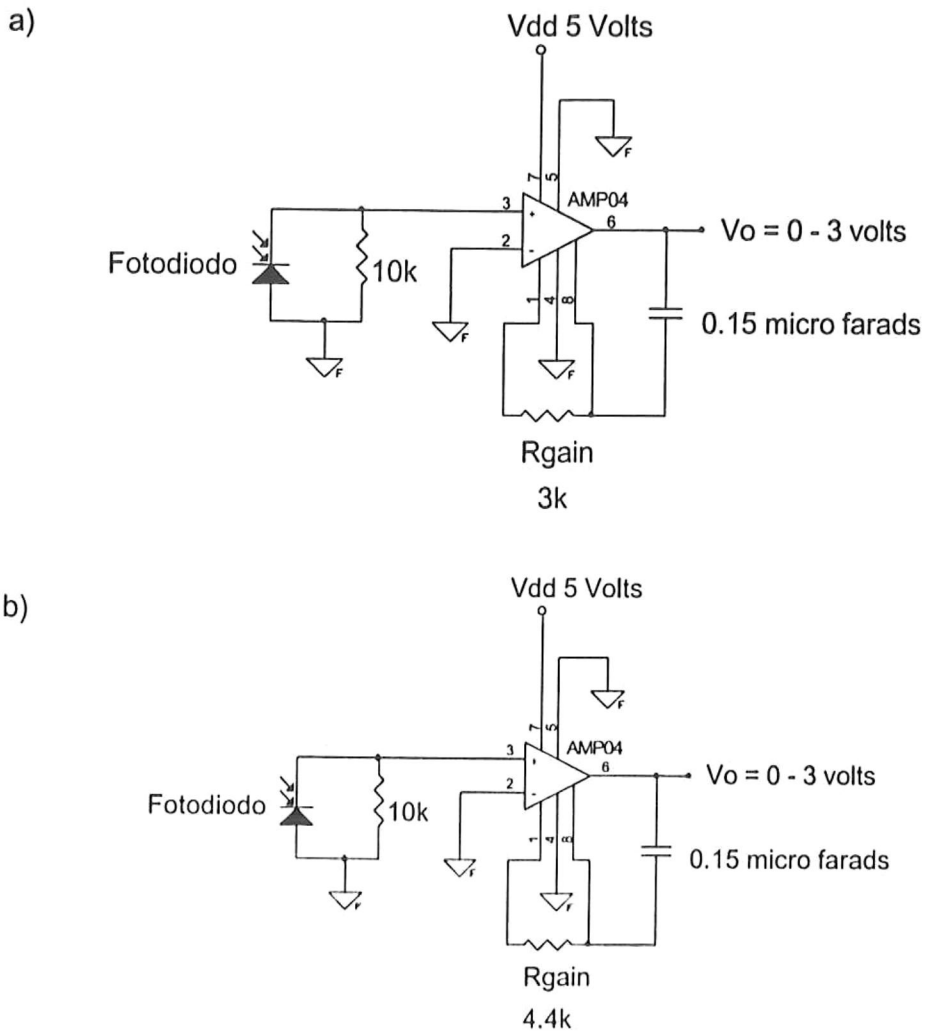 a)
Vdd 5 Volts
F
7
5
AMP04
3
+
6
Vo = 0 - 3 volts
2
-
Fotodiodo
10k
F
1
4
8
0.15 micro farads
F
F
Rgain
3k
b)
Vdd 5 Volts
F
7
5
AMP04
3
6
Vo = 0 - 3 volts
2
-
Fotodiodo
10k
1
4
8
0.15 micro farads
F
F
F
Rgain
4.4k